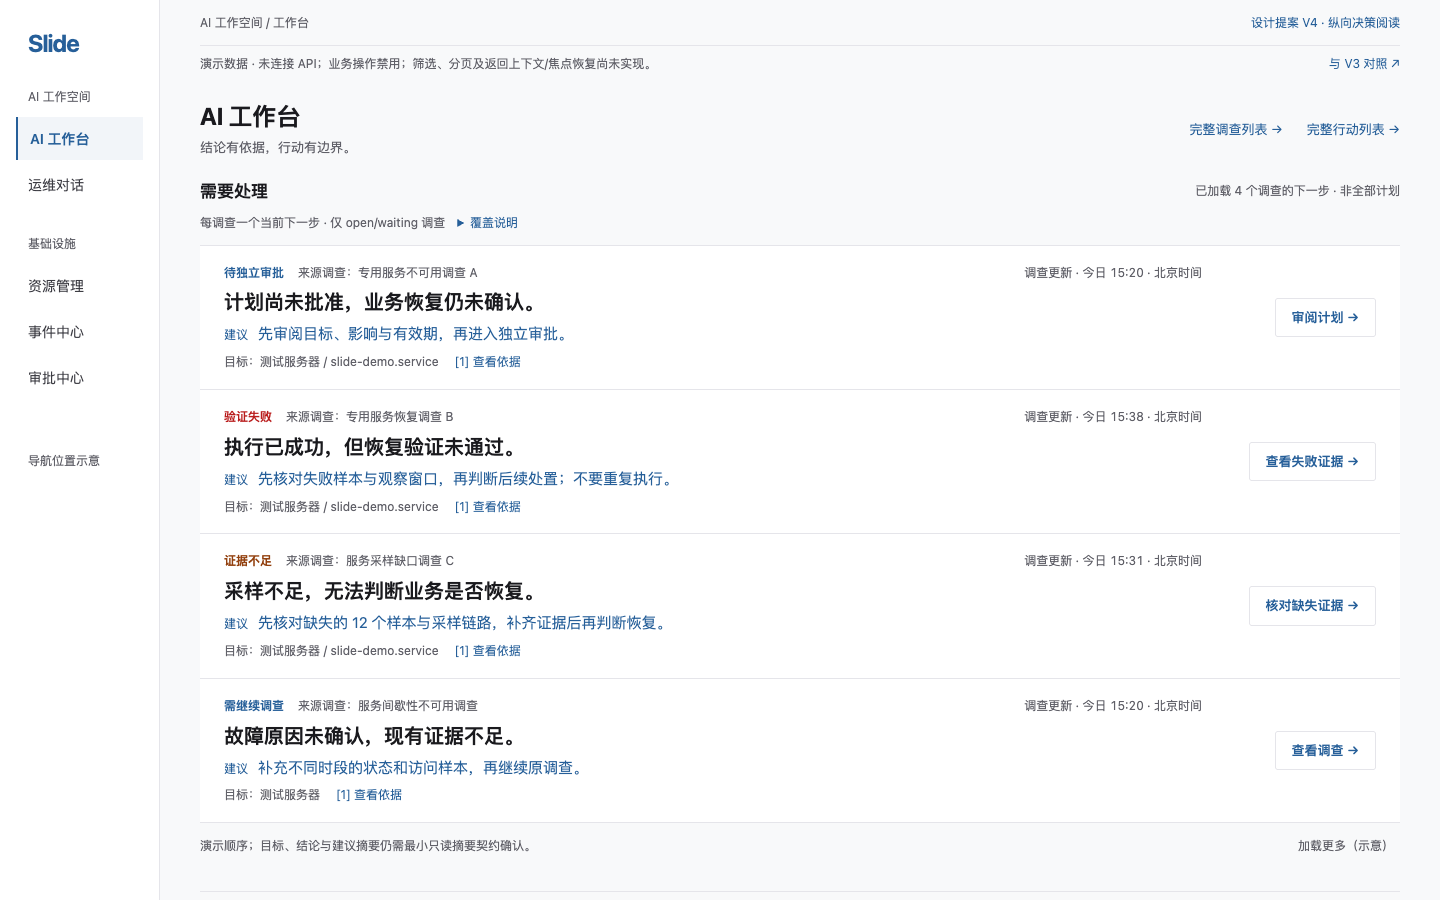 Slide
AI 工作空间
AI 工作台
运维对话
基础设施
资源管理
事件中心
审批中心
导航位置示意
AI 工作空间 / 工作台
设计提案 V4 · 纵向决策阅读
演示数据 · 未连接 API；业务操作禁用；筛选、分页及返回上下文/焦点恢复尚未实现。
与 V3 对照 ↗
AI 工作台
结论有依据，行动有边界。
完整调查列表 → 完整行动列表 →
需要处理
已加载 4 个调查的下一步 · 非全部计划
每调查一个当前下一步 · 仅 open/waiting 调查 ▶ 覆盖说明
待独立审批 来源调查：专用服务不可用调查 A
调查更新 · 今日 15:20 · 北京时间
计划尚未批准，业务恢复仍未确认。
建议 先审阅目标、影响与有效期，再进入独立审批。
目标：测试服务器 / slide-demo.service [1] 查看依据
审阅计划 →
验证失败 来源调查：专用服务恢复调查 B
调查更新 · 今日 15:38 · 北京时间
执行已成功，但恢复验证未通过。
建议 先核对失败样本与观察窗口，再判断后续处置；不要重复执行。
目标：测试服务器 / slide-demo.service [1] 查看依据
查看失败证据 →
证据不足 来源调查：服务采样缺口调查 C
调查更新 · 今日 15:31 · 北京时间
采样不足，无法判断业务是否恢复。
建议 先核对缺失的 12 个样本与采样链路，补齐证据后再判断恢复。
目标：测试服务器 / slide-demo.service [1] 查看依据
核对缺失证据 →
需继续调查 来源调查：服务间歇性不可用调查
调查更新 · 今日 15:20 · 北京时间
故障原因未确认，现有证据不足。
建议 补充不同时段的状态和访问样本，再继续原调查。
目标：测试服务器 [1] 查看依据
查看调查 →
演示顺序；目标、结论与建议摘要仍需最小只读摘要契约确认。
加载更多（示意）